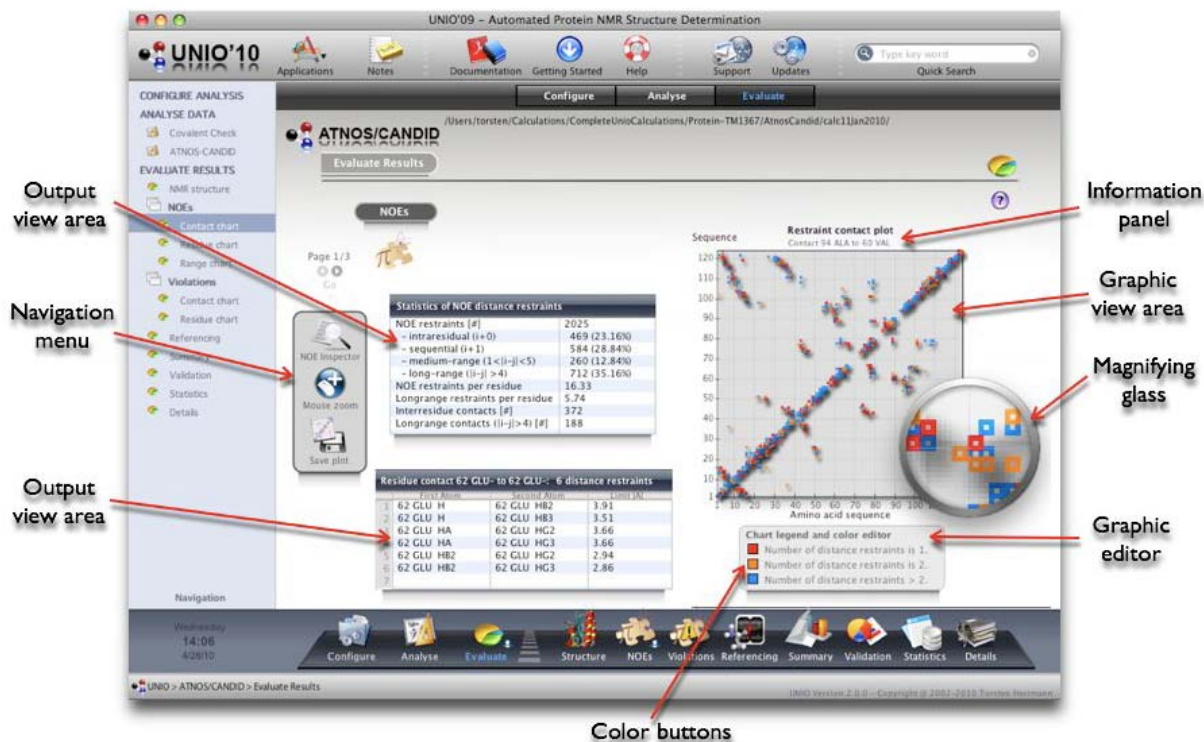 UNIO'09 - Automated Protein NMR Structure Determination
UNIO'10
Applications
Notes
Documentation
Getting Started
Help
Support
Updates
Type key word
Quick Search
CONFIGURE ANALYSIS
ANALYSE DATA
Covalent Check
ATNOS-CANDID
EVALUATE RESULTS
NMR structure
NOEs
Contact chart
Residue chart
Range chart
Violations
Contact chart
Residue chart
Referencing
Summary
Validation
Statistics
Details
Navigation
Configure
Analyse
Evaluate
/Users/torsten/Calculations/CompleteUnioCalculations/Protein-TM1367/AtnosCandid/calc11Jan2010/
ATNOS/CANDID
Evaluate Results
?
NOEs
Page 1/3
Go
NOE Inspector
Mouse zoom
Save plot
Statistics of NOE distance restraints
NOE restraints [#] 2025
- intraresidual (i+0) 469 (23.16%)
- sequential (i+1) 584 (28.84%)
- medium-range (1<|i-j|<5) 260 (12.84%)
- long-range (|i-j| >4) 712 (35.16%)
NOE restraints per residue 16.33
Longrange restraints per residue 5.74
Interresidue contacts [#] 372
Longrange contacts (|i-j|>4) [#] 188
Residue contact 62 GLU- to 62 GLU-: 6 distance restraints
First Atom Second Atom Limit [A]
1 62 GLU H 62 GLU HB2 3.91
2 62 GLU H 62 GLU HB3 3.51
62 GLU HA 62 GLU HG2 3.66
62 GLU HA 62 GLU HG3 3.66
5 62 GLU HB2 62 GLU HG2 2.94
6 62 GLU HB2 62 GLU HG3 2.86
7
Sequence
Restraint contact plot
Contact 94 ALA to 60 VAL
120
110
100
90
80
70
60
50
40
30
20
10
1
1 10 20 30 40 50 60 70 80 90 100
Amino acid sequence
Chart legend and color editor
Number of distance restraints is 1.
Number of distance restraints is 2.
Number of distance restraints > 2.
Output
view area
Navigation
menu
Output
view area
Information
panel
Graphic
view area
Magnifying
glass
Graphic
editor
Color buttons
Wednesday
14:06
4/28/10
Configure
Analyse
Evaluate
Structure
NOEs
Violations
Referencing
Summary
Validation
Statistics
Details
UNIO > ATNOS/CANDID > Evaluate Results
UNIO Version 2.0.0 - Copyright @ 2002-2010 Torsten Herrmann